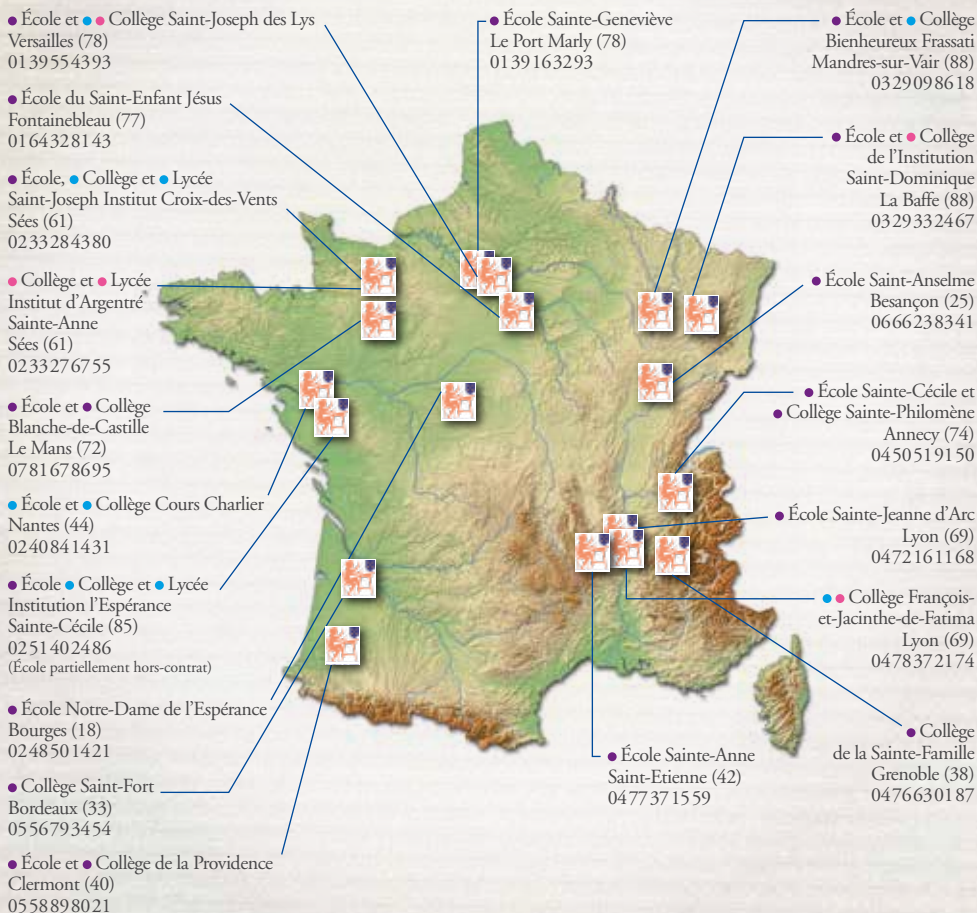 ● École et ● ● Collège Saint-Joseph des Lys
Versailles (78)
0139554393
● École du Saint-Enfant Jésus
Fontainebleau (77)
0164328143
● École, ● Collège et ● Lycée
Saint-Joseph Institut Croix-des-Vents
Sées (61)
0233284380
● Collège et ● Lycée
Institut d'Argentré
Sainte-Anne
Sées (61)
0233276755
● École et ● Collège
Blanche-de-Castille
Le Mans (72)
0781678695
● École et ● Collège Cours Charlier
Nantes (44)
0240841431
● École ● Collège et ● Lycée
Institution l'Espérance
Sainte-Cécile (85)
0251402486
(École partiellement hors-contrat)
● École Notre-Dame de l'Espérance
Bourges (18)
0248501421
● Collège Saint-Fort
Bordeaux (33)
0556793454
● École et ● Collège de la Providence
Clermont (40)
0558898021
● École Sainte-Geneviève
Le Port Marly (78)
0139163293
● École et ● Collège
Bienheureux Frassati
Mandres-sur-Vair (88)
0329098618
● École et ● Collège
de l'Institution
Saint-Dominique
La Baffe (88)
0329332467
● École Saint-Anselme
Besançon (25)
0666238341
● École Sainte-Cécile et
● Collège Sainte-Philomène
Annecy (74)
0450519150
● École Sainte-Jeanne d'Arc
Lyon (69)
0472161168
● ● Collège François-
et-Jacinthe-de-Fatima
Lyon (69)
0478372174
● Collège
de la Sainte-Famille
Grenoble (38)
0476630187
● École Sainte-Anne
Saint-Etienne (42)
0477371559